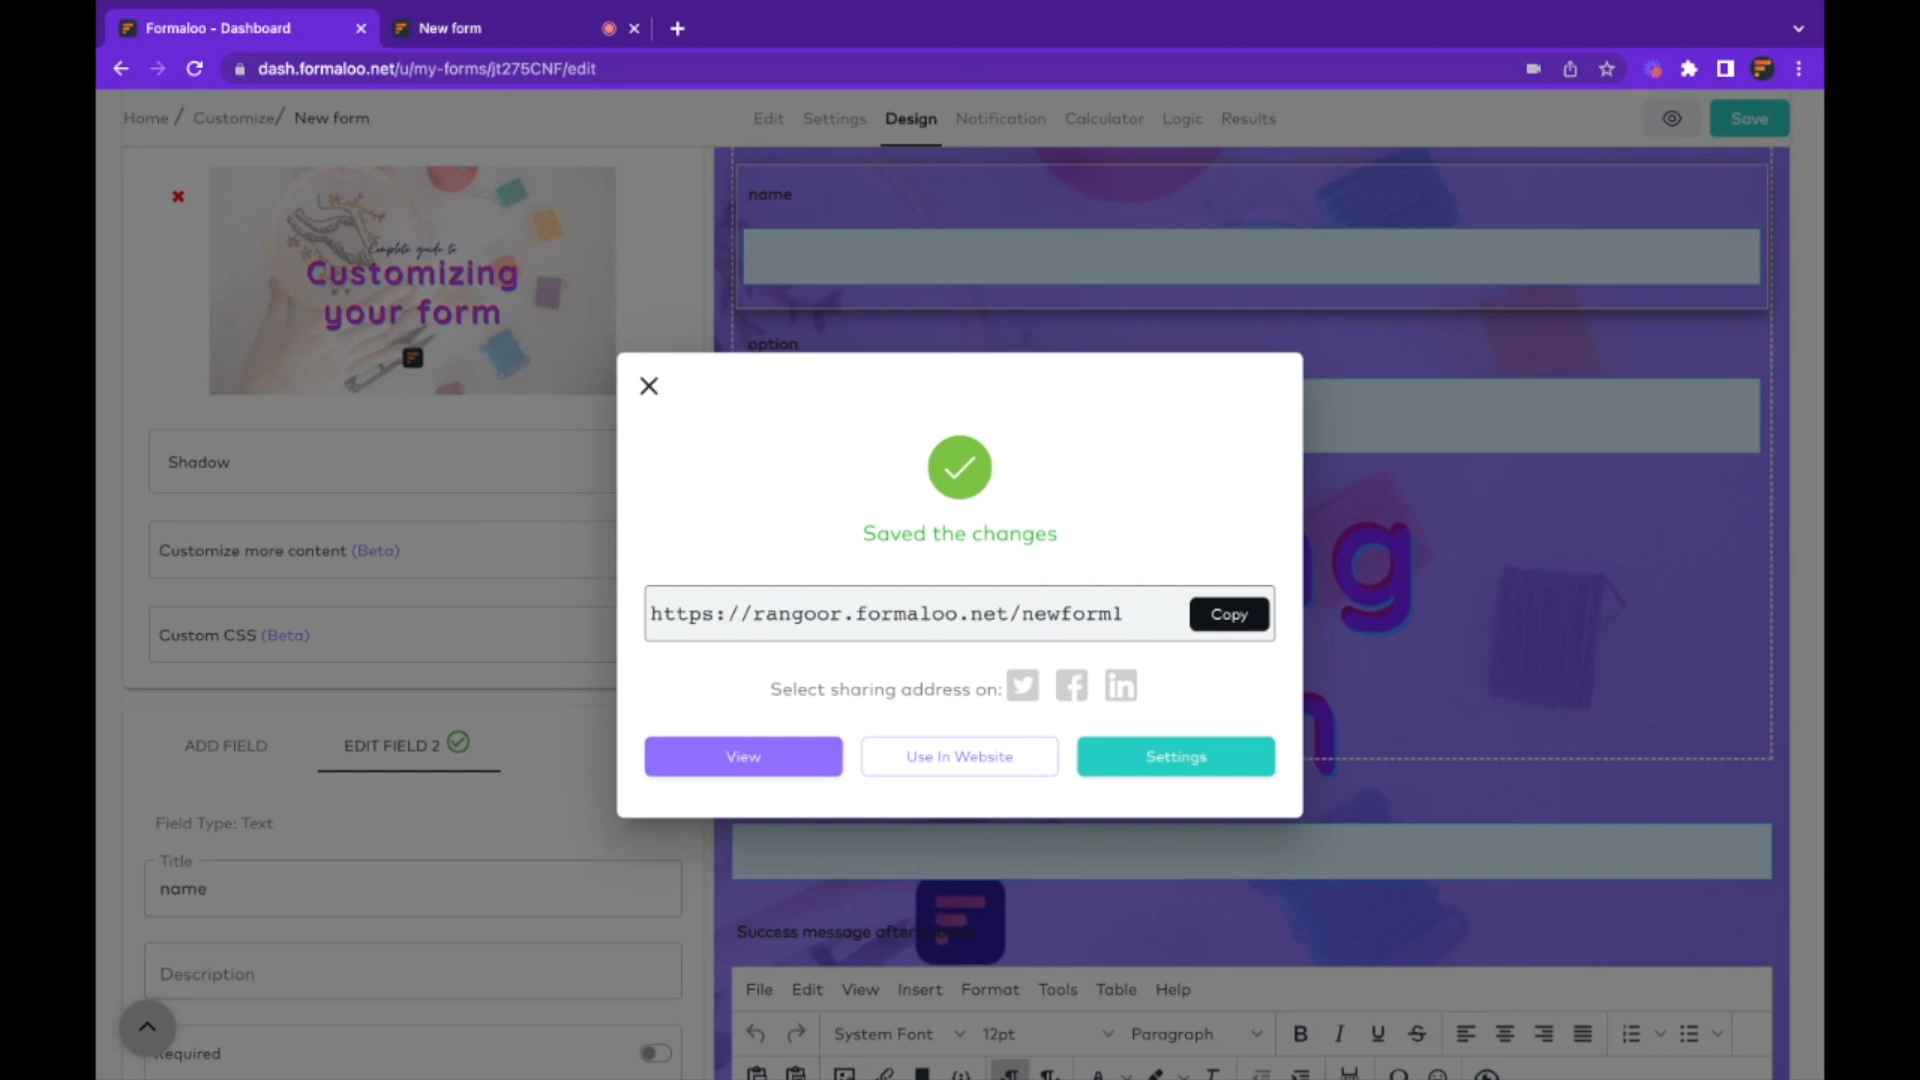 Formaloo - Dashboard
New form
dash.formaloo.net/u/my-forms/jt275CNF/edit
Home / Customize/ New form
Edit Settings Design Notification Calculator Logic Results
Save
Complete guide to
Customizing
your form
Shadow
Customize more content (Beta)
Custom CSS (Beta)
ADD FIELD EDIT FIELD 2
Field Type: Text
Title
name
Description
Required
name
option
Saved the changes
https://rangoor.formaloo.net/newform1
Copy
Select sharing address on:
View
Use In Website
Settings
Success message after
File Edit View Insert Format Tools Table Help
System Font 12pt Paragraph